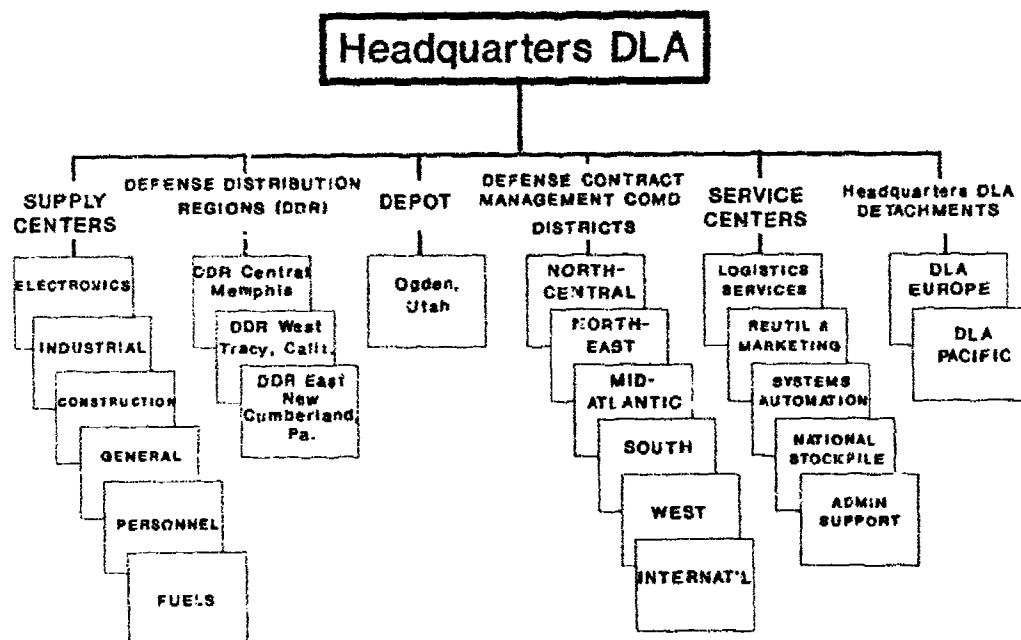 Headquarters DLA
SUPPLY
CENTERS
ELECTRONICS
INDUSTRIAL
CONSTRUCTION
GENERAL
PERSONNEL
FUELS
DEFENSE DISTRIBUTION
REGIONS (DDR)
DDR Central
Memphis
DDR West
Tracy, Calif.
DDR East
New
Cumberland,
Pa.
DEPOT
Ogden,
Utah
DEFENSE CONTRACT
MANAGEMENT COMD
DISTRICTS
NORTH-
CENTRAL
NORTH-
EAST
MID-
ATLANTIC
SOUTH
WEST
INTERNAT'L
SERVICE
CENTERS
LOGISTICS
SERVICES
REUTIL &
MARKETING
SYSTEMS
AUTOMATION
NATIONAL
STOCKPILE
ADMIN
SUPPORT
Headquarters DLA
DETACHMENTS
DLA
EUROPE
DLA
PACIFIC